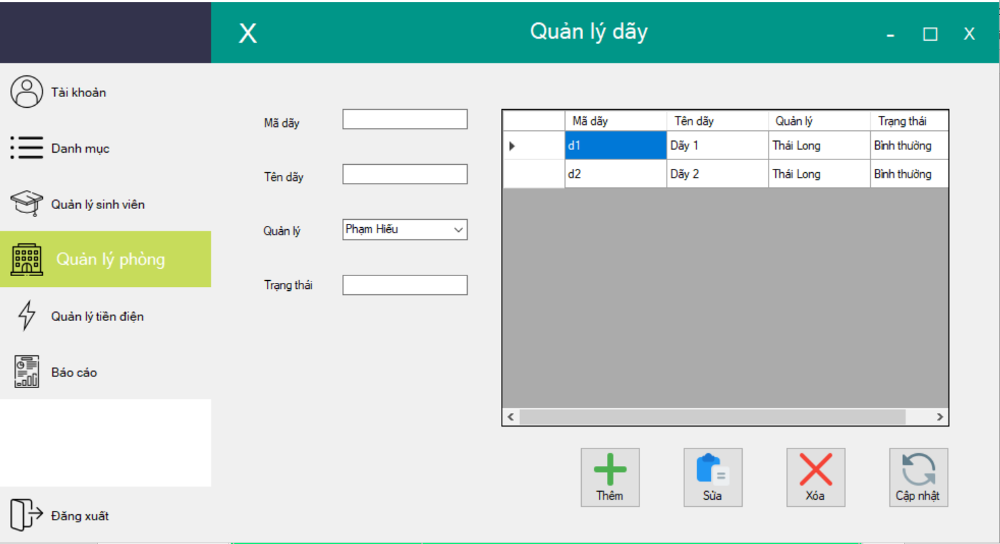 X
Quản lý dãy
- □ X
Tài khoản
Danh mục
Quản lý sinh viên
Quản lý phòng
Quản lý tiền điện
Báo cáo
Đăng xuất
Mã dãy
Tên dãy
Quản lý Phạm Hiếu
Trạng thái
Mã dãy Tên dãy Quản lý Trạng thái
d1 Dãy 1 Thái Long Bình thường
d2 Dãy 2 Thái Long Bình thường
Thêm Sửa Xóa Cập nhật